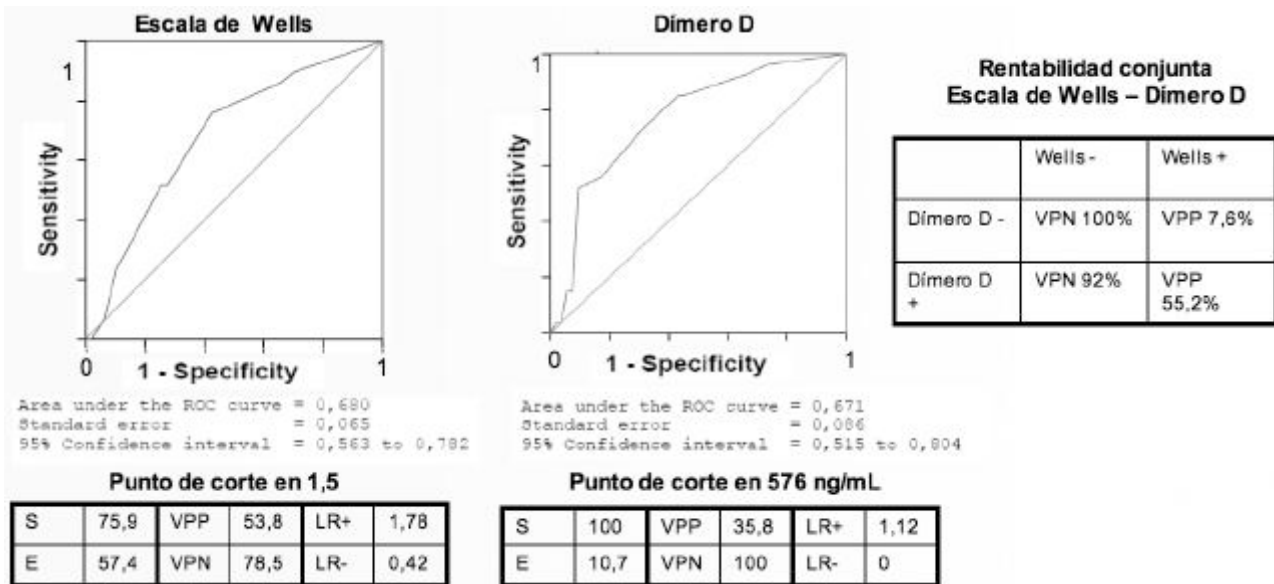 Escala de Wells
1
Sensitivity
0
1 - Specificity
1
Area under the ROC curve = 0,680
Standard error = 0,065
95% Confidence interval = 0,563 to 0,782
Punto de corte en 1,5
S 75,9 VPP 53,8 LR+ 1,78
E 57,4 VPN 78,5 LR- 0,42
Dímero D
1
Sensitivity
0
1 - Specificity
1
Area under the ROC curve = 0,671
Standard error = 0,086
95% Confidence interval = 0,515 to 0,804
Punto de corte en 576 ng/mL
S 100 VPP 35,8 LR+ 1,12
E 10,7 VPN 100 LR- 0
Rentabilidad conjunta
Escala de Wells – Dímero D
Wells - Wells +
Dímero D - VPN 100% VPP 7,6%
Dímero D VPN 92% VPP
+ 55,2%